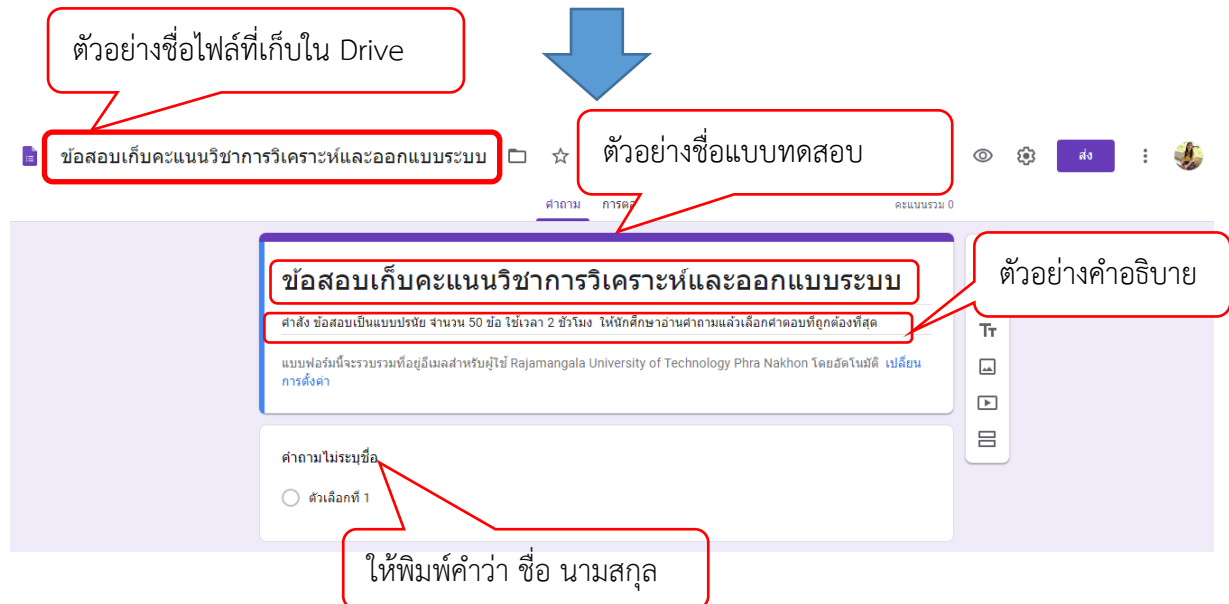 ตัวอย่างชื่อไฟล์ที่เก็บใน Drive
ตัวอย่างชื่อแบบทดสอบ
ข้อสอบเก็บคะแนนวิชาการวิเคราะห์และออกแบบระบบ
ส่ง
คำถาม
คะแนนรวม 0
ตัวอย่างคำอธิบาย
ข้อสอบเก็บคะแนนวิชาการวิเคราะห์และออกแบบระบบ
คำสั่ง ข้อสอบเป็นแบบปรนัย จำนวน 50 ข้อ ใช้เวลา 2 ชั่วโมง ให้นักศึกษาอ่านคำถามแล้วเลือกคำตอบที่ถูกต้องที่สุด
แบบฟอร์มนี้จะรวบรวมที่อยู่อีเมลสำหรับผู้ใช้ Rajamangala University of Technology Phra Nakhon โดยอัตโนมัติ เปลี่ยน
การตั้งค่า
Tт
คำถามไม่ระบุชื่อ
ตัวเลือกที่ 1
ให้พิมพ์คำว่า ชื่อ นามสกุล